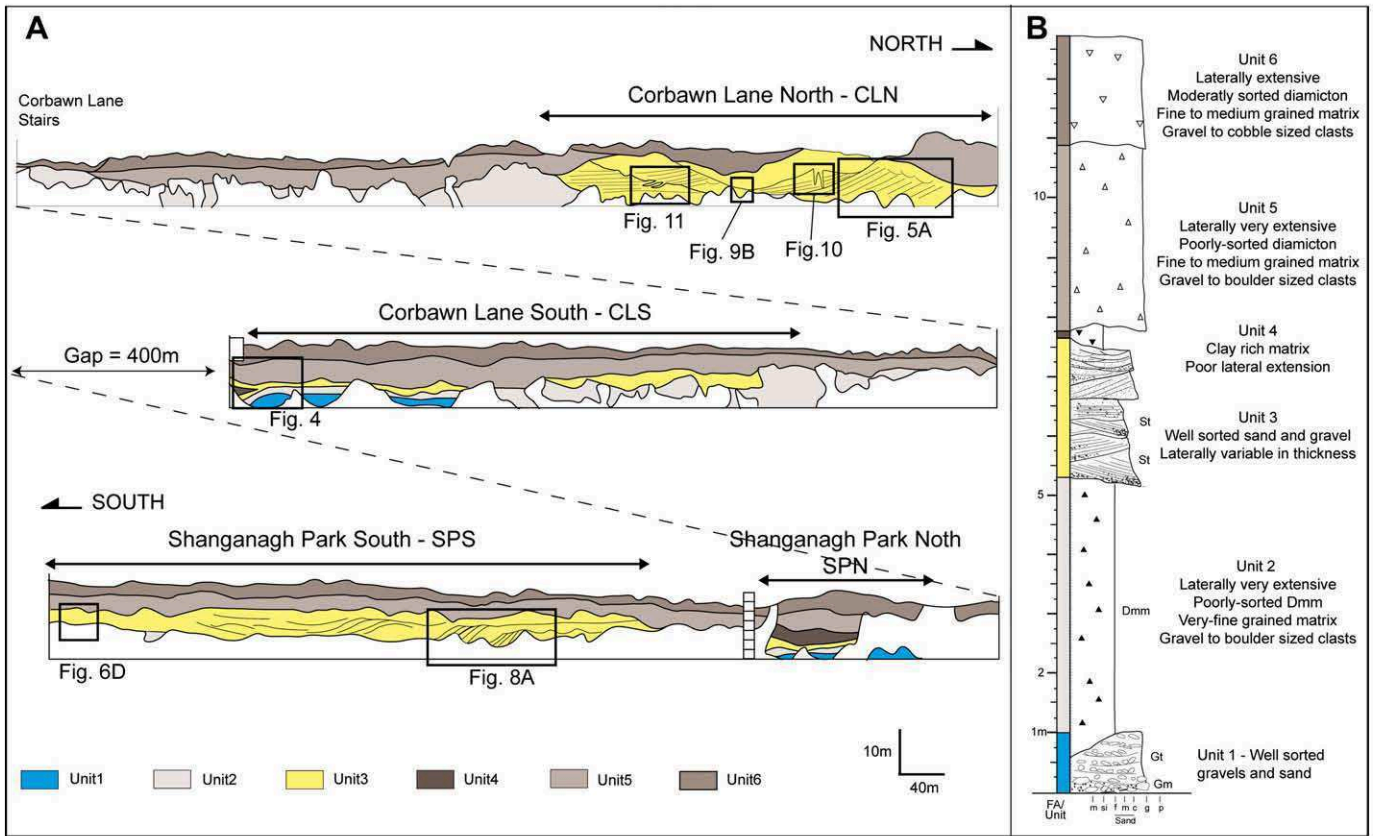 A
NORTH
Corbawn Lane
Stairs
Corbawn Lane North - CLN
Fig. 11
Fig. 9B
Fig.10
Fig. 5A
Corbawn Lane South - CLS
Gap = 400m
Fig. 4
SOUTH
Shanganagh Park South - SPS
Shanganagh Park Noth
SPN
Fig. 6D
Fig. 8A
10m
40m
Unit1
Unit2
Unit3
Unit4
Unit5
Unit6
B
Unit 6
Laterally extensive
Moderatly sorted diamicton
Fine to medium grained matrix
Gravel to cobble sized clasts
10
Unit 5
Laterally very extensive
Poorly-sorted diamicton
Fine to medium grained matrix
Gravel to boulder sized clasts
Unit 4
Clay rich matrix
Poor lateral extension
St
Unit 3
Well sorted sand and gravel
Laterally variable in thickness
St
5
Unit 2
Laterally very extensive
Poorly-sorted Dmm
Very-fine grained matrix
Gravel to boulder sized clasts
Dmm
2
1m
Gt
Unit 1 - Well sorted
gravels and sand
Gm
FA/
Unit
m si f m c g p
Sand